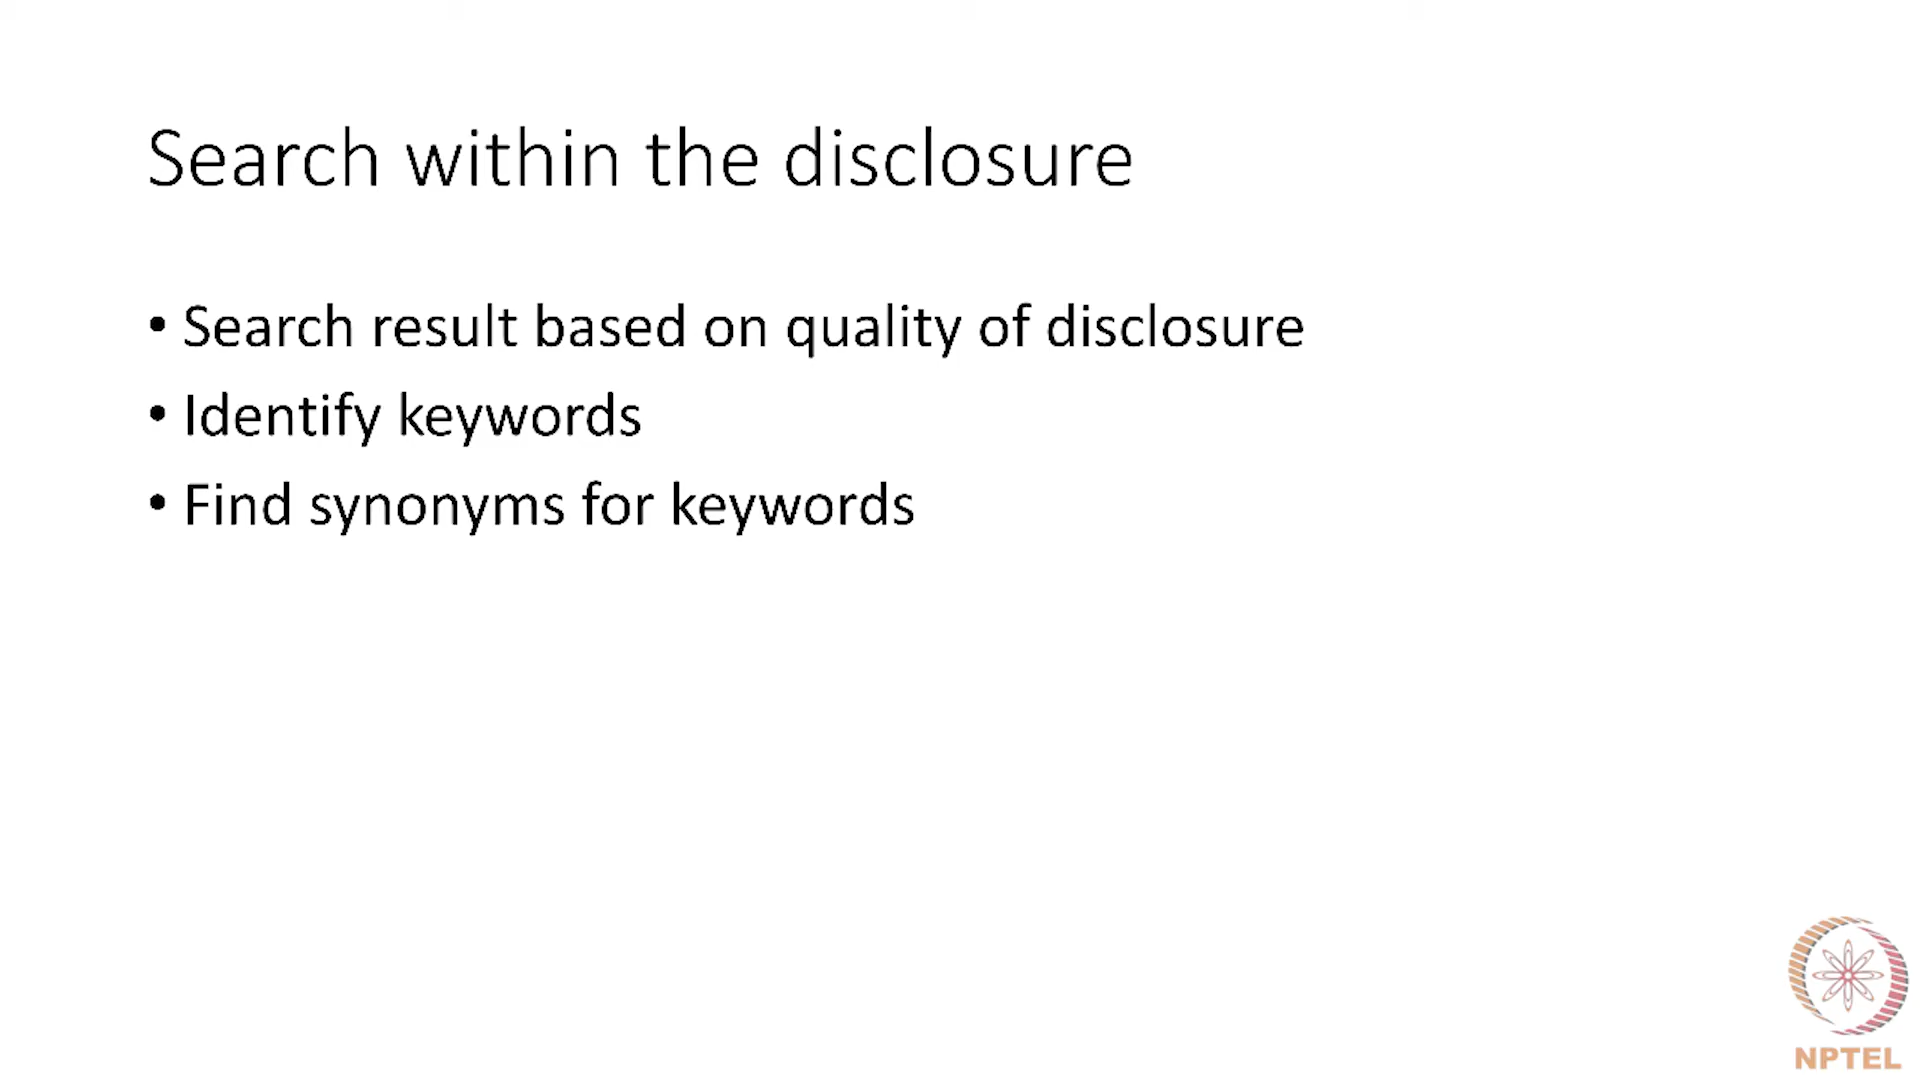 Search within the disclosure
• Search result based on quality of disclosure
• Identify keywords
• Find synonyms for keywords
NPTEL